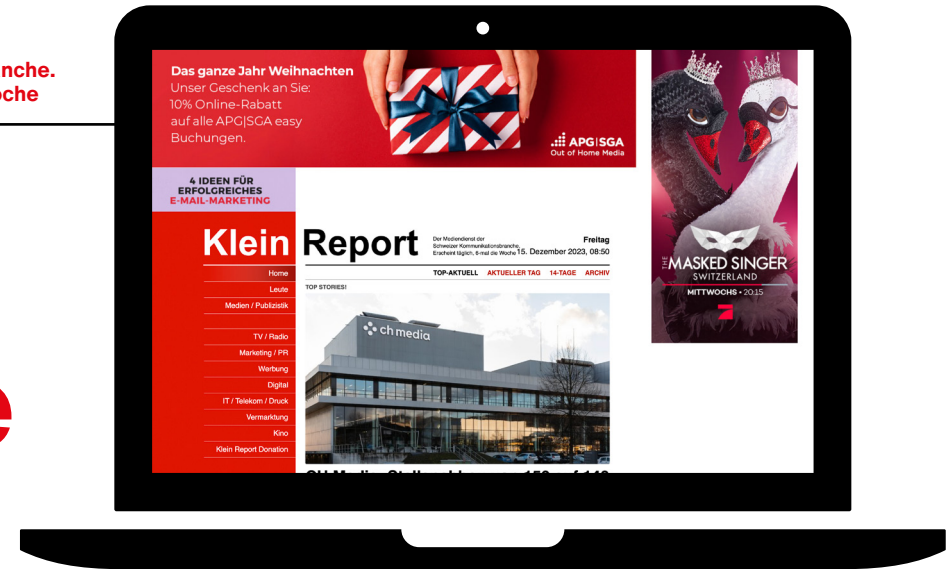 Das ganze Jahr Weihnachten
Unser Geschenk an Sie:
10% Online-Rabatt
auf alle APG|SGA easy
Buchungen.
APG|SGA
Out of Home Media
THE
MASKED SINGER
SWITZERLAND
MITTWOCHS • 20:15
4 IDEEN FÜR
ERFOLGREICHES
E-MAIL-MARKETING
Klein Report
Der Mediendienst der
Schweizer Kommunikationsbranche,
Erscheint täglich, 6-mal die Woche
Freitag
15. Dezember 2023, 08:50
TOP-AKTUELL AKTUELLER TAG 14-TAGE ARCHIV
TOP STORIES!
Home
Leute
Medien / Publizistik
TV / Radio
Marketing / PR
Werbung
Digital
IT / Telekom / Druck
Vermarktung
Kino
Klein Report Donation
ch media